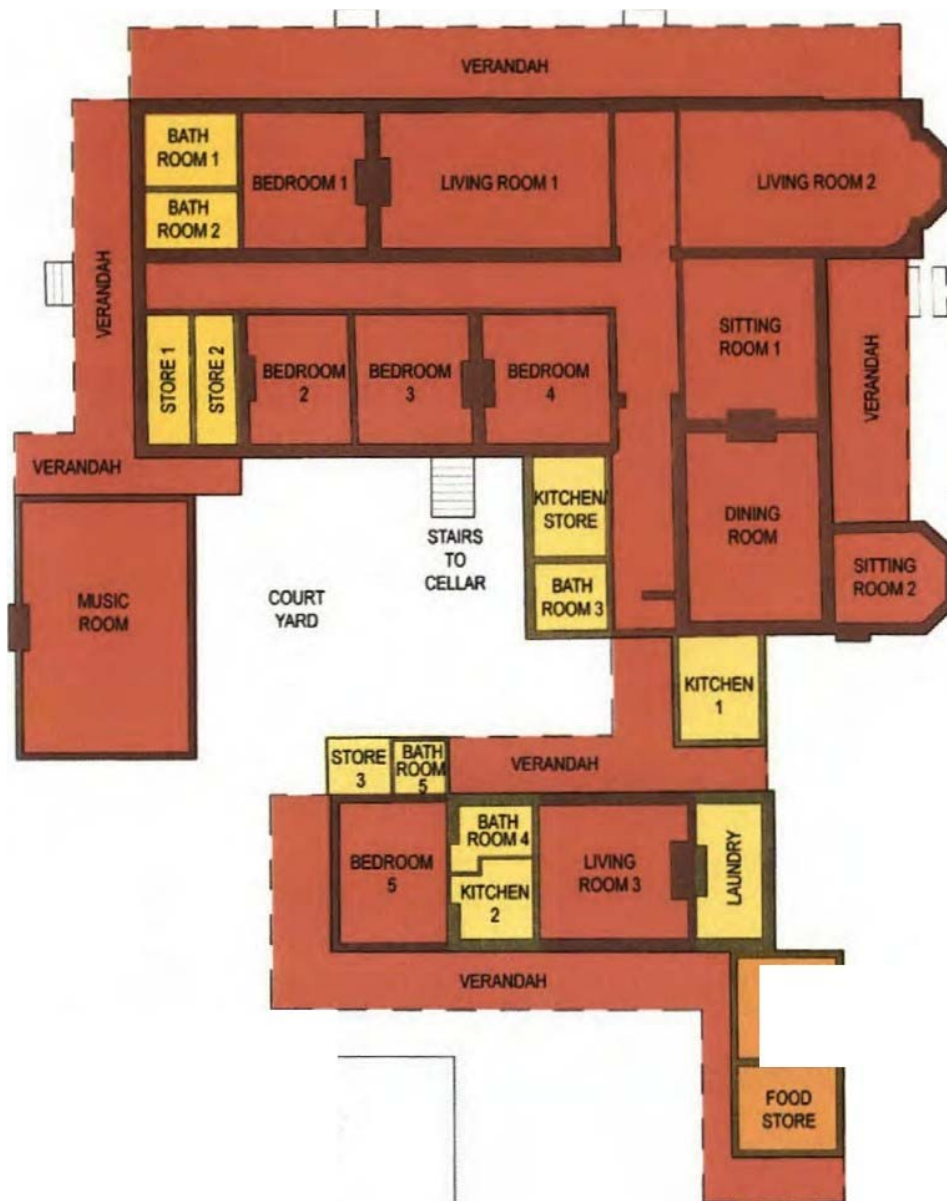 VERANDAH
BATH
ROOM 1
BEDROOM 1
LIVING ROOM 1
LIVING ROOM 2
BATH
ROOM 2
VERANDAH
STORE 1
STORE 2
BEDROOM
2
BEDROOM
3
BEDROOM
4
SITTING
ROOM 1
VERANDAH
VERANDAH
KITCHEN/
STORE
DINING
ROOM
STAIRS
TO
CELLAR
BATH
ROOM 3
SITTING
ROOM 2
MUSIC
ROOM
COURT
YARD
KITCHEN
1
STORE
3
BATH
ROOM
5
VERANDAH
BEDROOM
5
BATH
ROOM 4
KITCHEN
2
LIVING
ROOM 3
LAUNDRY
VERANDAH
FOOD
STORE